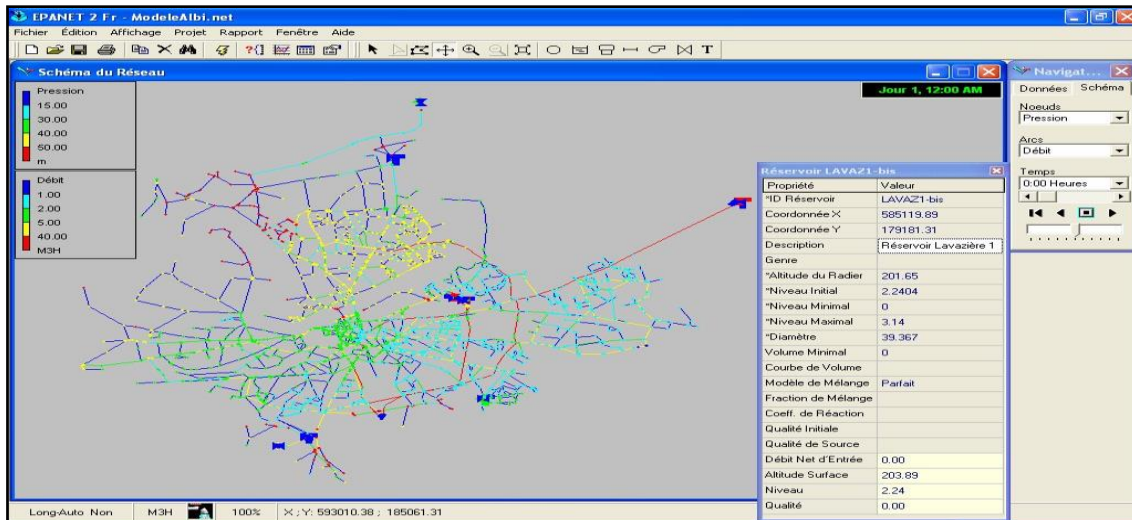 EPANET 2 Fr - ModeleAlbi.net
Fichier Édition Affichage Projet Rapport Fenêtre Aide
T
Schéma du Réseau
Pression
15.00
30.00
40.00
50.00
m
Débit
1.00
2.00
5.00
40.00
M3H
Jour 1, 12:00 AM
Réservoir LAVAZ1-bis
Propriété Valeur
*ID Réservoir LAVAZ1-bis
Coordonnée X 585119.89
Coordonnée Y 179181.31
Description Réservoir Lavazière 1
Genre
*Altitude du Radier 201.65
*Niveau Initial 2.2404
*Niveau Minimal 0
*Niveau Maximal 3.14
*Diamètre 39.367
Volume Minimal 0
Courbe de Volume
Modèle de Mélange Parfait
Fraction de Mélange
Coeff. de Réaction
Qualité Initiale
Qualité de Source
Débit Net d'Entrée 0.00
Altitude Surface 203.89
Niveau 2.24
Qualité 0.00
Navigat...
Données Schéma
Noeuds
Pression
Arcs
Débit
Temps
0:00 Heures
Long-Auto Non M3H 100% X ; Y: 593010.38 ; 185061.31